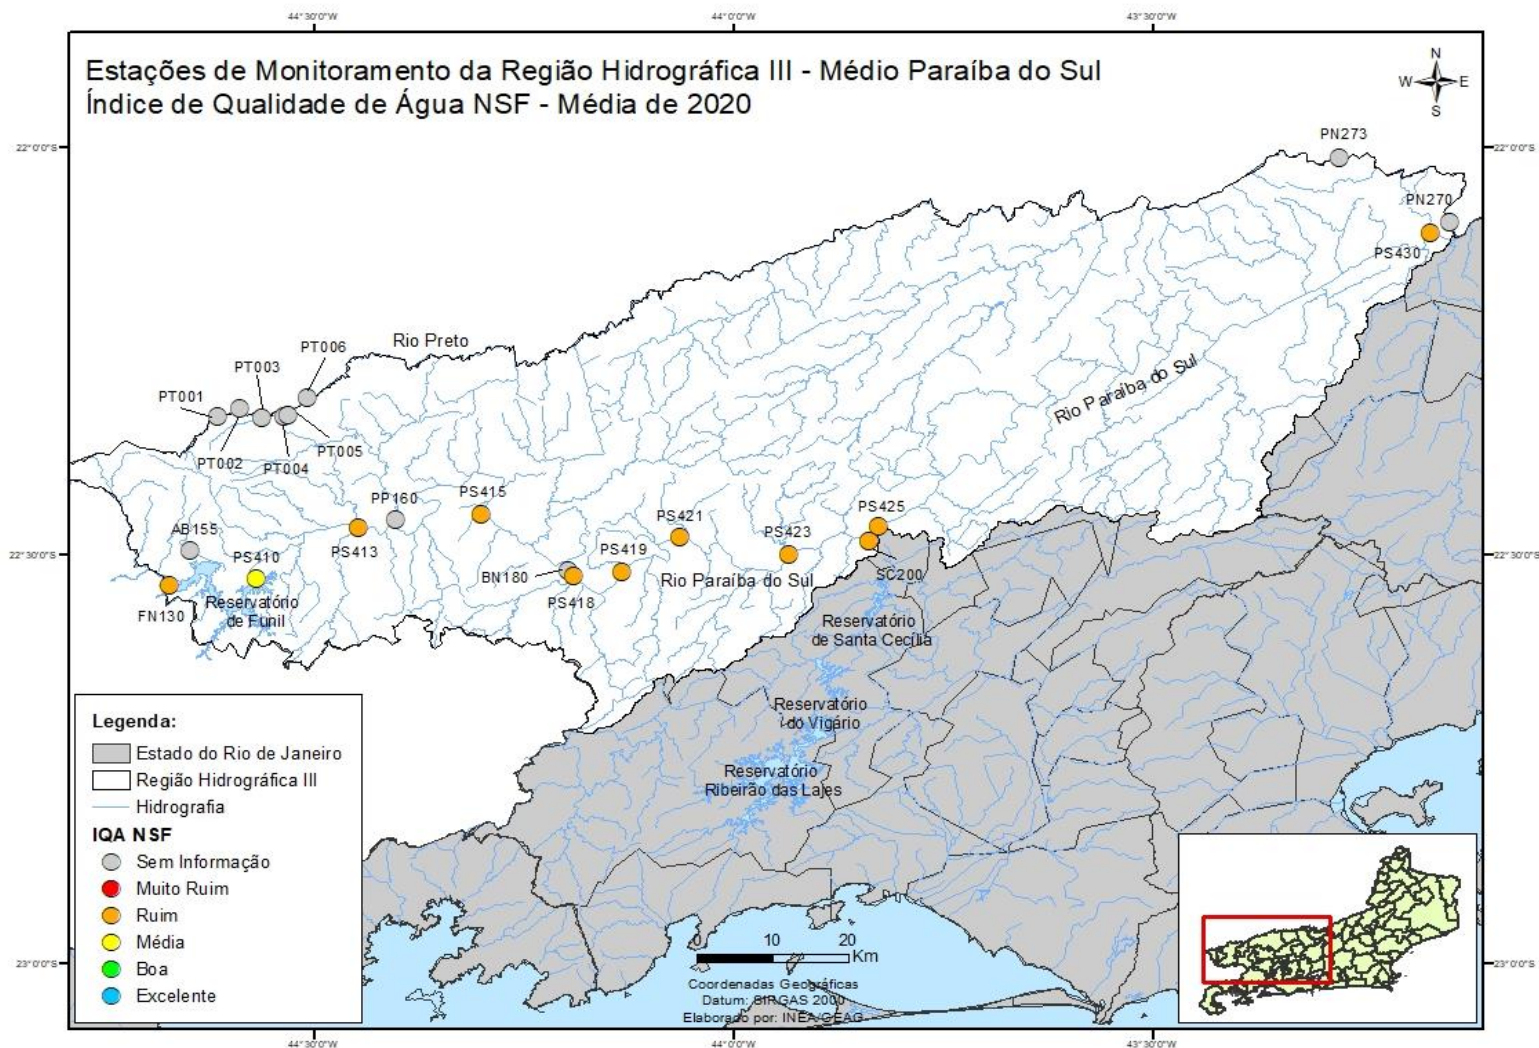 44°30'0"W
44°0'0"W
43°30'0"W
Estações de Monitoramento da Região Hidrográfica III - Médio Paraíba do Sul
Índice de Qualidade de Água NSF - Média de 2020
N
W
E
S
22°0'0"S
22°0'0"S
PN273
PN270
PS430
Rio Preto
PT006
PT003
PT001
PT002
PT004
PT005
Rio Paraíba do Sul
PP160
PS415
AB155
PS410
PS413
PS421
PS425
PS423
PS419
22°30'0"S
22°30'0"S
BN180
PS418
Rio Paraíba do Sul
SC200
FN130
Reservatório
de Funil
Reservatório
de Santa Cecília
Reservatório
do Vigário
Reservatório
Ribeirão das Lajes
Legenda:
Estado do Rio de Janeiro
Região Hidrográfica III
Hidrografia
IQA NSF
Sem Informação
Muito Ruim
Ruim
Média
Boa
Excelente
0 10 20
Km
Coordenadas Geográficas
Datum: SIRGAS 2000
Elaborado por: INEA/GEAG
23°0'0"S
23°0'0"S
44°30'0"W
44°0'0"W
43°30'0"W